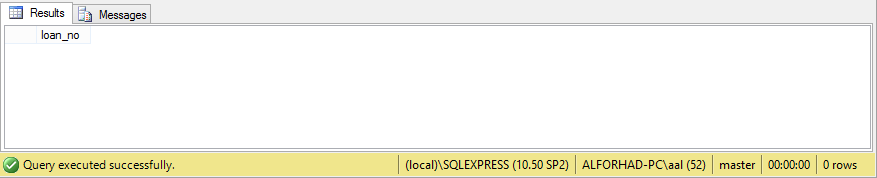 Results Messages
loan_no
Query executed successfully. (local)\SQLEXPRESS (10.50 SP2) ALFORHAD-PC\aal (52) master 00:00:00 0 rows